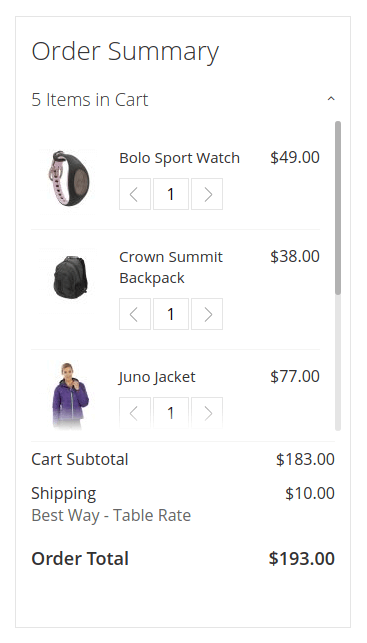 Order Summary
5 Items in Cart
Bolo Sport Watch $49.00
1
Crown Summit $38.00
Backpack
1
Juno Jacket $77.00
1
Cart Subtotal $183.00
Shipping $10.00
Best Way - Table Rate
Order Total $193.00